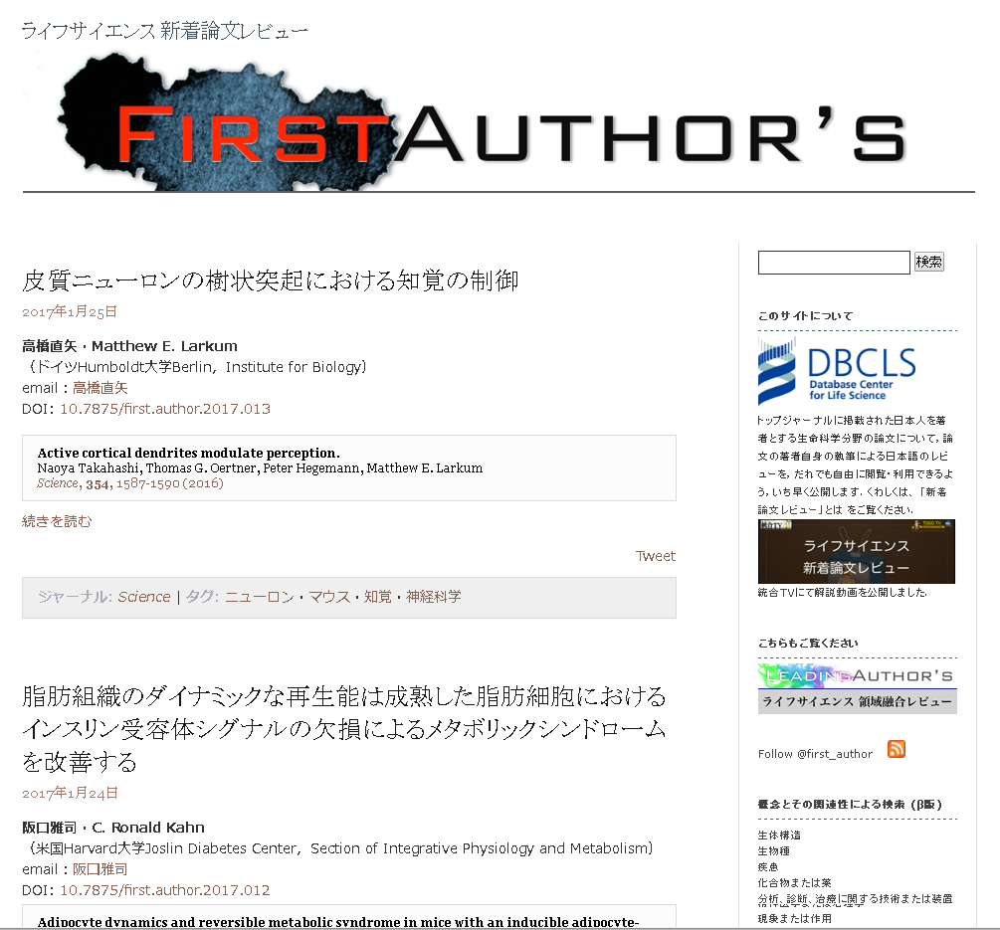 ライフサイエンス 新着論文レビュー
FIRST AUTHOR'S
皮質ニューロンの樹状突起における知覚の制御
2017年1月25日
高橋直矢・Matthew E. Larkum
（ドイツHumboldt大学Berlin，Institute for Biology）
email：高橋直矢
DOI: 10.7875/first.author.2017.013
Active cortical dendrites modulate perception.
Naoya Takahashi, Thomas G. Oertner, Peter Hegemann, Matthew E. Larkum
Science, 354, 1587-1590 (2016)
続きを読む
Tweet
ジャーナル: Science | タグ: ニューロン・マウス・知覚・神経科学
脂肪組織のダイナミックな再生能は成熟した脂肪細胞における
インスリン受容体シグナルの欠損によるメタボリックシンドローム
を改善する
2017年1月24日
阪口雅司・C. Ronald Kahn
（米国Harvard大学Joslin Diabetes Center，Section of Integrative Physiology and Metabolism）
email：阪口雅司
DOI: 10.7875/first.author.2017.012
Adipocyte dynamics and reversible metabolic syndrome in mice with an inducible adipocyte-
検索
このサイトについて
DBCLS
Database Center
for Life Science
トップジャーナルに掲載された日本人を著
者とする生命科学分野の論文について，論
文の著者自身の執筆による日本語のレビ
ューを，だれでも自由に閲覧・利用できるよ
う，いち早く公開します．くわしくは、「新着
論文レビュー」とは をご覧ください．
ライフサイエンス
新着論文レビュー
統合TVにて解説動画を公開しました．
こちらもご覧ください
LEADING AUTHOR'S
ライフサイエンス 領域融合レビュー
Follow @first_author
概念とその関連性による検索 (β版)
生体構造
生物種
疾患
化合物または薬
分析、診断、治療に関する技術または装置
現象または作用